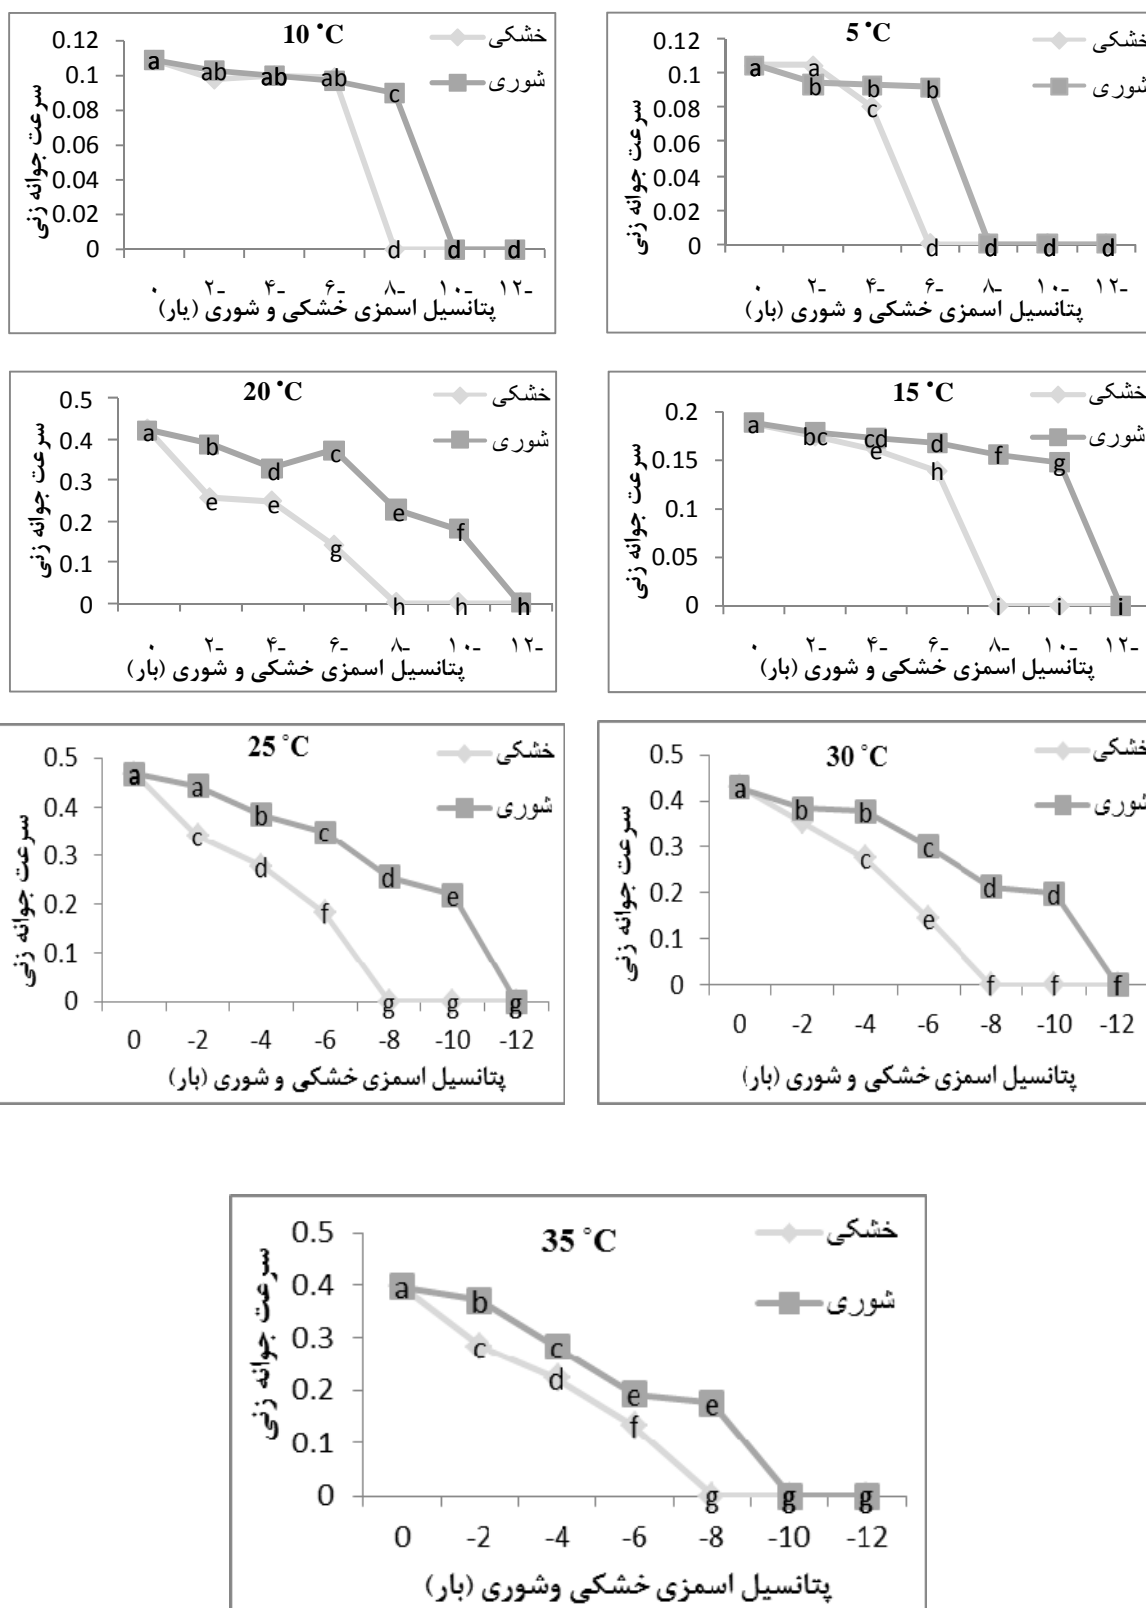 10 °C
خشکی
شوری
سرعت جوانه زنی
0.12
0.1
0.08
0.06
0.04
0.02
0
a ab ab ab c d d d
۰ ۲- ۴- ۶- ۸- ۱۰- ۱۲-
پتانسیل اسمزی خشکی و شوری (یار)
5 °C
خشکی
شوری
سرعت جوانه زنی
0.12
0.1
0.08
0.06
0.04
0.02
0
a a b b c b d d d d
۰ ۲- ۴- ۶- ۸- ۱۰- ۱۲-
پتانسیل اسمزی خشکی و شوری (بار)
20 °C
خشکی
شوری
سرعت جوانه زنی
0.5
0.4
0.3
0.2
0.1
0
a b d c e f e e g h h h
۰ ۲- ۴- ۶- ۸- ۱۰- ۱۲-
پتانسیل اسمزی خشکی و شوری (بار)
15 °C
خشکی
شوری
سرعت جوانه زنی
0.2
0.15
0.1
0.05
0
a bc cd d f g e h i i i
۰ ۲- ۴- ۶- ۸- ۱۰- ۱۲-
پتانسیل اسمزی خشکی و شوری (بار)
25 °C
خشکی
شوری
سرعت جوانه زنی
0.5
0.4
0.3
0.2
0.1
0
a a b c d e c d f g g g
0 -2 -4 -6 -8 -10 -12
پتانسیل اسمزی خشکی و شوری (بار)
30 °C
خشکی
شوری
سرعت جوانه زنی
0.5
0.4
0.3
0.2
0.1
0
a b b c d d c e f f f
0 -2 -4 -6 -8 -10 -12
پتانسیل اسمزی خشکی و شوری (بار)
35 °C
خشکی
شوری
سرعت جوانه زنی
0.5
0.4
0.3
0.2
0.1
0
a b c e e c d f g g g
0 -2 -4 -6 -8 -10 -12
پتانسیل اسمزی خشکی وشوری (بار)